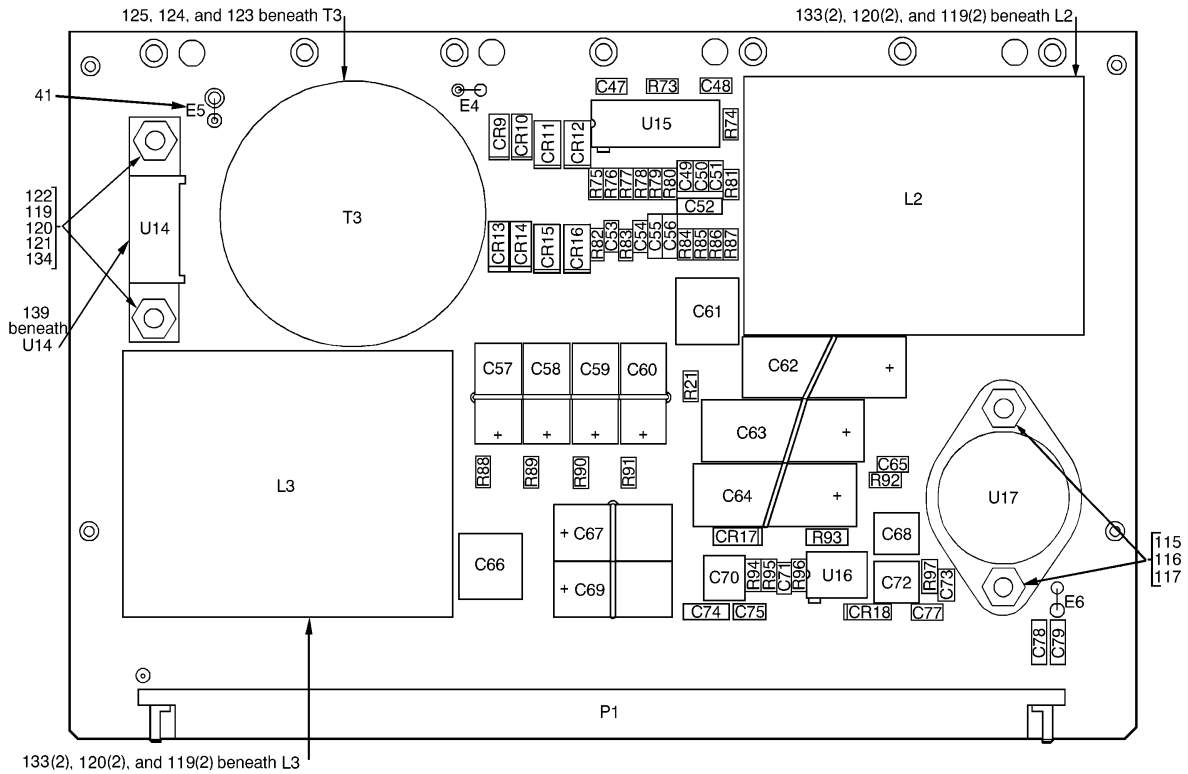 125, 124, and 123 beneath T3
133(2), 120(2), and 119(2) beneath L2
41
E5
E4
C47
R73
C48
CR9
CR10
CR11
CR12
U15
R74
122
119
120
121
134
U14
T3
R75
R76
R77
R78
R79
R80
C49
C50
C51
R81
C52
L2
CR13
CR14
CR15
CR16
R82
C53
R83
C54
C55
C56
R84
R85
R86
R87
139
beneath
U14
C61
C57
C58
C59
C60
R21
C62
+
+
+
+
+
C63
+
R88
R89
R90
R91
C65
R92
L3
C64
+
U17
+ C67
CR17
R93
C68
C66
+ C69
C70
R94
R95
C71
R96
U16
C72
R97
C73
115
116
117
C74
C75
CR18
C77
E6
C78
C79
P1
133(2), 120(2), and 119(2) beneath L3